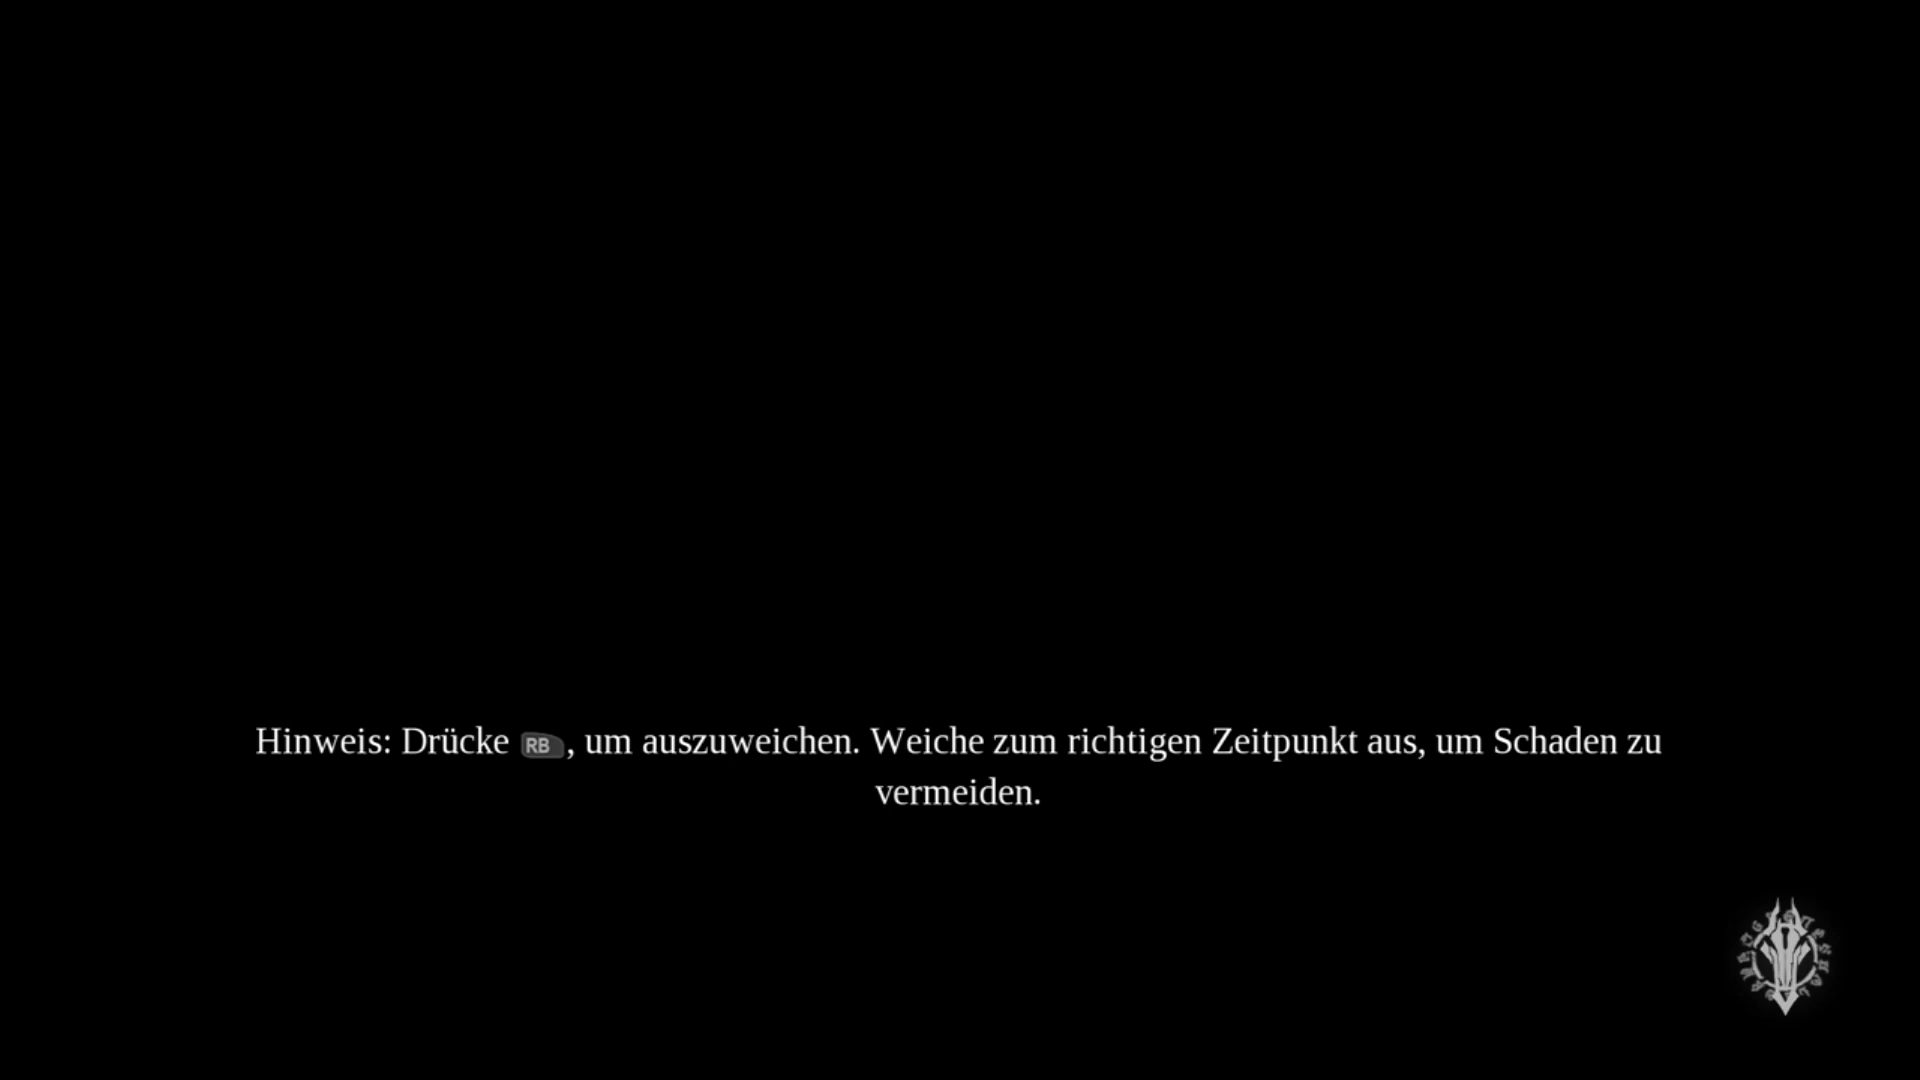 Hinweis: Drücke RB, um auszuweichen. Weiche zum richtigen Zeitpunkt aus, um Schaden zu
vermeiden.